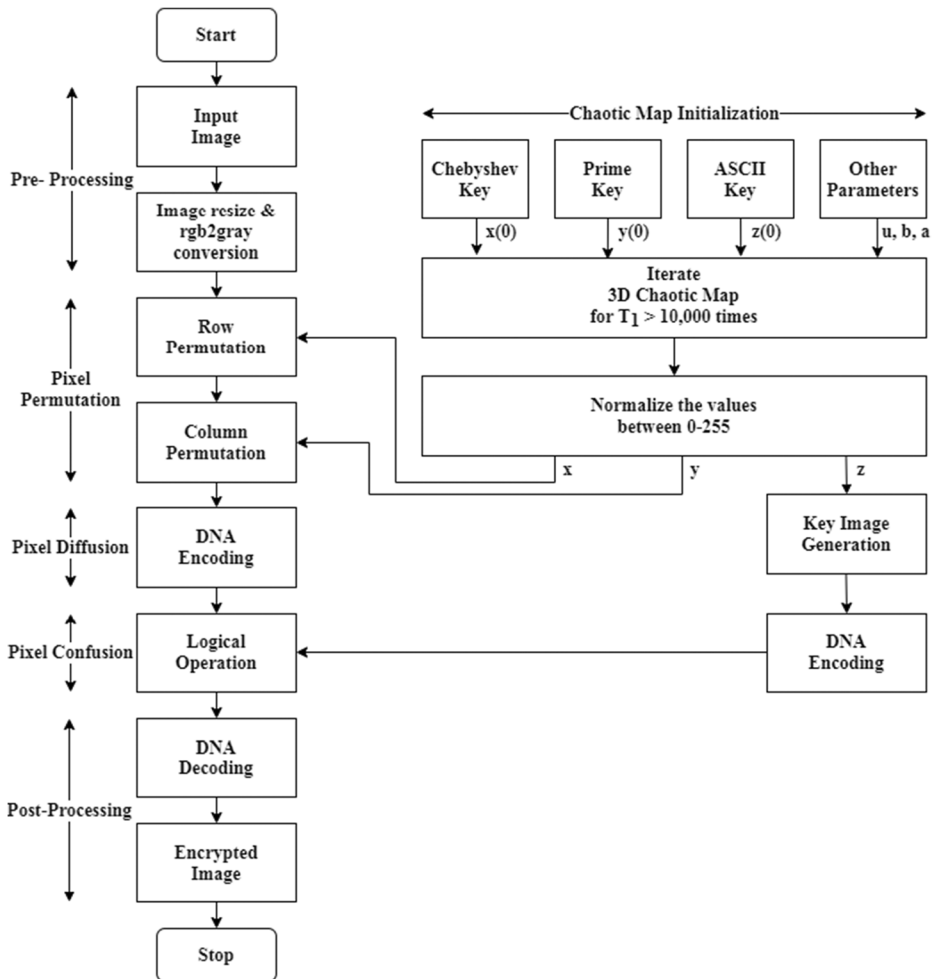 Start
Input
Image
Pre- Processing
Image resize &
rgb2gray
conversion
Row
Permutation
Pixel
Permutation
Column
Permutation
DNA
Encoding
Pixel Diffusion
Logical
Operation
Pixel Confusion
DNA
Decoding
Post-Processing
Encrypted
Image
Stop
Chaotic Map Initialization
Chebyshev
Key
Prime
Key
ASCII
Key
Other
Parameters
x(0)
y(0)
z(0)
u, b, a
Iterate
3D Chaotic Map
for T1 > 10,000 times
Normalize the values
between 0-255
x
y
z
Key Image
Generation
DNA
Encoding